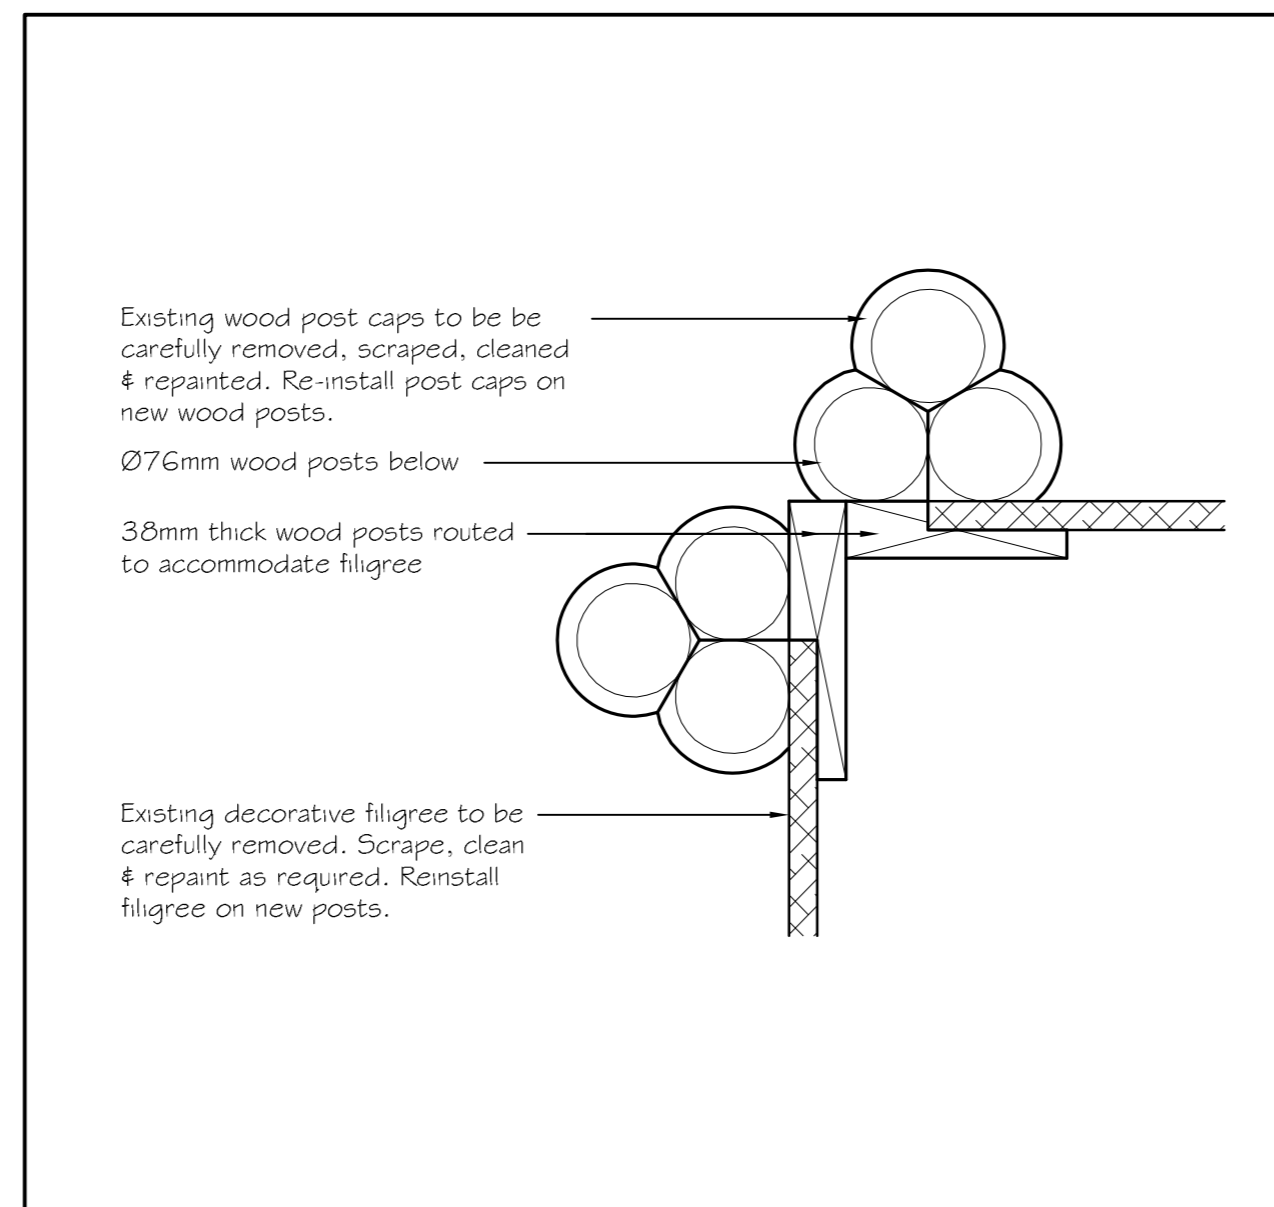 Existing wood post caps to be be
carefully removed, scraped, cleaned
& repainted. Re-install post caps on
new wood posts.
Ø76mm wood posts below
38mm thick wood posts routed
to accommodate filigree
Existing decorative filigree to be
carefully removed. Scrape, clean
& repaint as required. Reinstall
filigree on new posts.